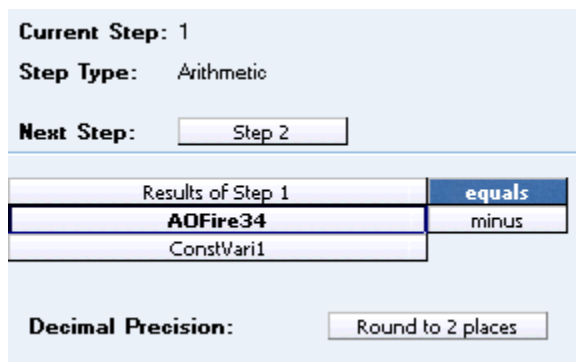 Current Step: 1
Step Type: Arithmetic
Next Step: Step 2
Results of Step 1 equals
AOFire34 minus
ConstVari1
Decimal Precision: Round to 2 places